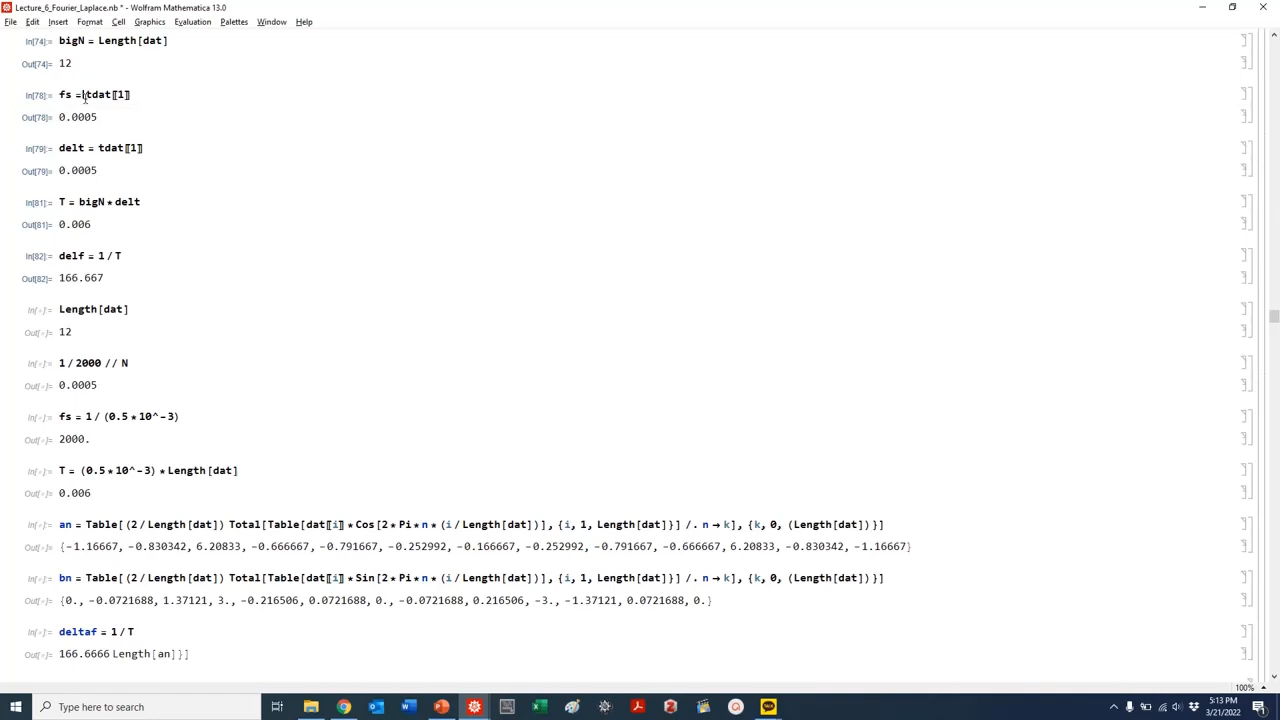 Lecture_6_Fourier_Laplace.nb * - Wolfram Mathematica 13.0
File Edit Insert Format Cell Graphics Evaluation Palettes Window Help
In[74]:= bigN = Length[dat]
Out[74]= 12
In[78]:= fs = tdat[[1]]
Out[78]= 0.0005
In[79]:= delt = tdat[[1]]
Out[79]= 0.0005
In[81]:= T = bigN * delt
Out[81]= 0.006
In[82]:= delf = 1 / T
Out[82]= 166.667
In[∘]:= Length[dat]
Out[∘]= 12
In[∘]:= 1 / 2000 // N
Out[∘]= 0.0005
In[∘]:= fs = 1 / (0.5 * 10^-3)
Out[∘]= 2000.
In[∘]:= T = (0.5 * 10^-3) * Length[dat]
Out[∘]= 0.006
In[∘]:= an = Table[(2 / Length[dat]) Total[Table[dat[[i]] * Cos[2 * Pi * n * (i / Length[dat])], {i, 1, Length[dat]}]] /. n → k], {k, 0, (Length[dat])}]
Out[∘]= {-1.16667, -0.830342, 6.20833, -0.666667, -0.791667, -0.252992, -0.166667, -0.252992, -0.791667, -0.666667, 6.20833, -0.830342, -1.16667}
In[∘]:= bn = Table[(2 / Length[dat]) Total[Table[dat[[i]] * Sin[2 * Pi * n * (i / Length[dat])], {i, 1, Length[dat]}]] /. n → k], {k, 0, (Length[dat])}]
Out[∘]= {0., -0.0721688, 1.37121, 3., -0.216506, 0.0721688, 0., -0.0721688, 0.216506, -3., -1.37121, 0.0721688, 0.}
In[∘]:= deltaf = 1 / T
Out[∘]= 166.6666 Length[an]}]
100%
Type here to search
5:13 PM
3/21/2022